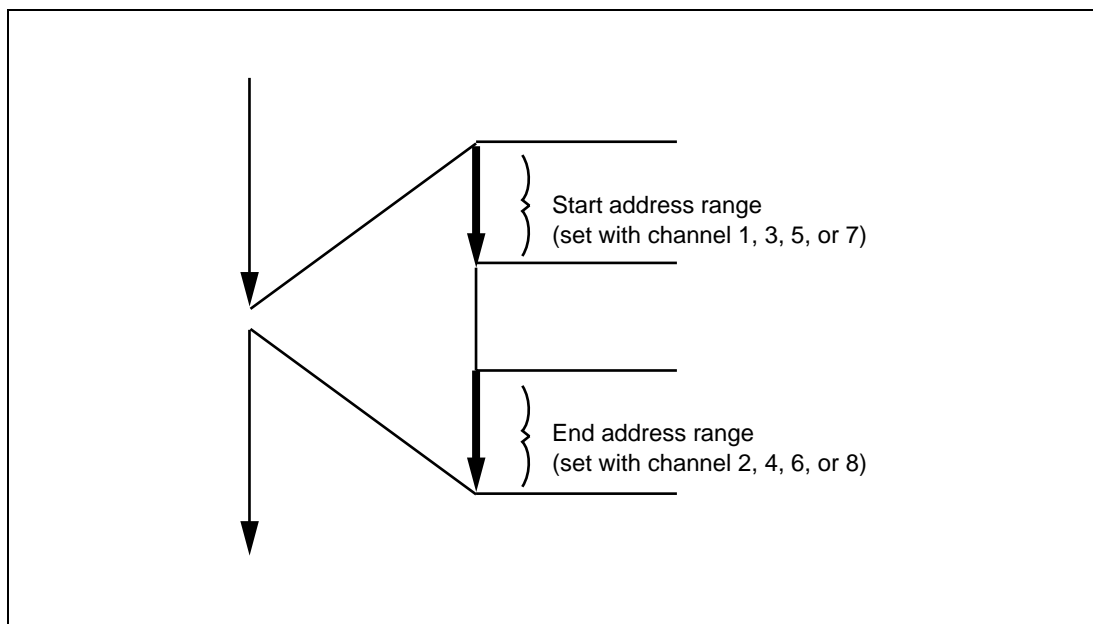 Start address range
(set with channel 1, 3, 5, or 7)
End address range
(set with channel 2, 4, 6, or 8)